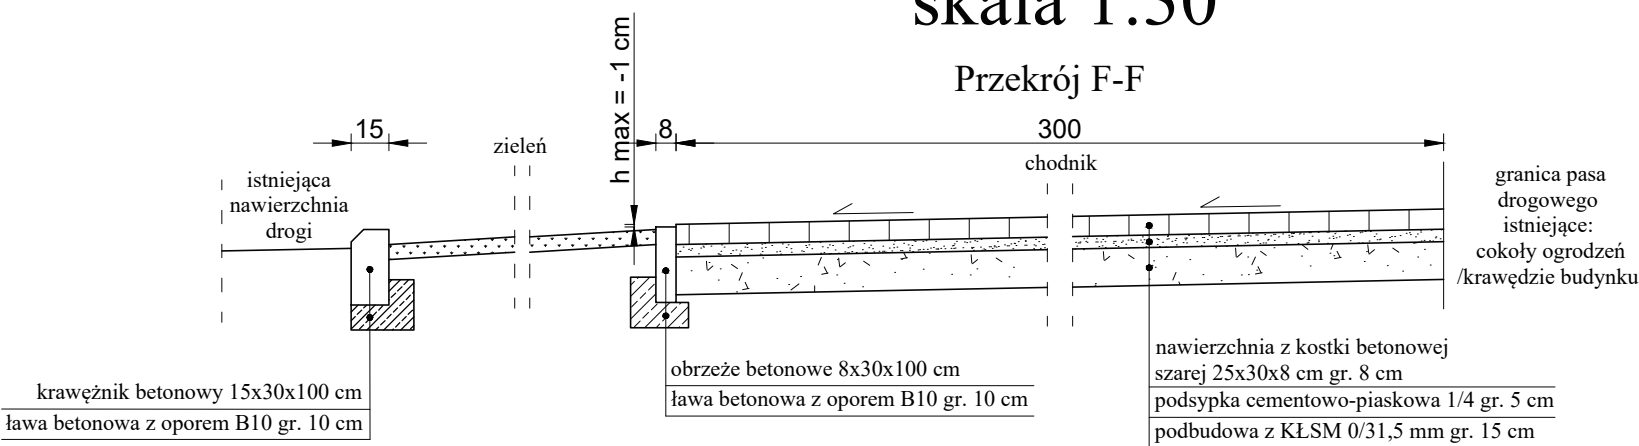 skala 1:50
Przekrój F-F
h max = -1 cm
15
8
300
zieleń
chodnik
istniejąca
nawierzchnia
drogi
granica pasa
drogowego
istniejące:
cokoły ogrodzeń
/krawędzie budynku
krawężnik betonowy 15x30x100 cm
ława betonowa z oporem B10 gr. 10 cm
obrzeże betonowe 8x30x100 cm
ława betonowa z oporem B10 gr. 10 cm
nawierzchnia z kostki betonowej
szarej 25x30x8 cm gr. 8 cm
podsypka cementowo-piaskowa 1/4 gr. 5 cm
podbudowa z KŁSM 0/31,5 mm gr. 15 cm